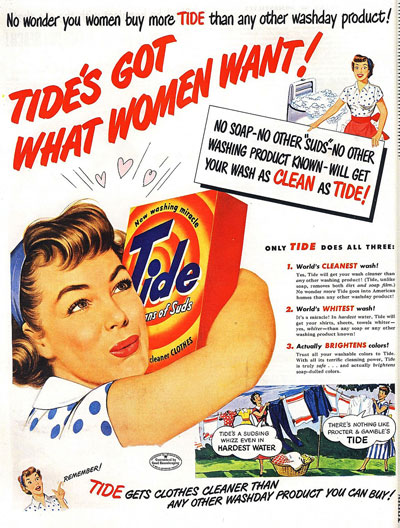 No wonder you women buy more TIDE than any other washday product!
TIDE'S GOT
WHAT WOMEN WANT!
NO SOAP-NO OTHER "SUDS"-NO OTHER
WASHING PRODUCT KNOWN-WILL GET
YOUR WASH AS CLEAN AS TIDE!
New washing miracle
Tide
ns of Suds
cleaner CLOTHES
ONLY TIDE DOES ALL THREE:
1. World's CLEANEST wash!
Yes, Tide will get your wash cleaner than
any other washing product! (Tide, unlike
soap, removes both dirt and soap film.)
No wonder more Tide goes into American
homes than any other washday product!
2. World's WHITEST wash!
It's a miracle! In hardest water, Tide will
get your shirts, sheets, towels whiter—
yes, whiter—than any soap or any other
washing product known!
3. Actually BRIGHTENS colors!
Trust all your washable colors to Tide.
With all its terrific cleansing power, Tide
is truly safe . . . and actually brightens
soap-dulled colors.
TIDE'S A SUDSING
WHIZZ EVEN IN
HARDEST WATER
THERE'S NOTHING LIKE
PROCTER & GAMBLE'S
TIDE
Guaranteed by
Good Housekeeping
REMEMBER!
TIDE GETS CLOTHES CLEANER THAN
ANY OTHER WASHDAY PRODUCT YOU CAN BUY!